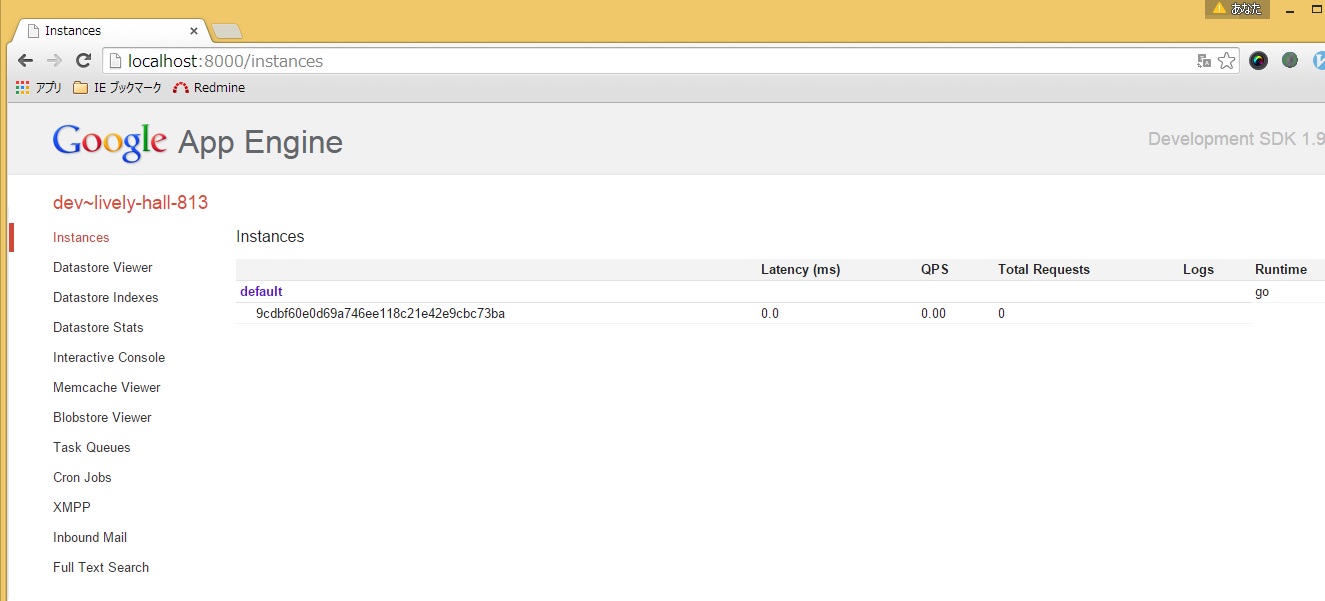 あなた
Instances
localhost:8000/instances
アプリ IE ブックマーク Redmine
Google App Engine
Development SDK 1.9
dev~lively-hall-813
Instances
Datastore Viewer
Datastore Indexes
Datastore Stats
Interactive Console
Memcache Viewer
Blobstore Viewer
Task Queues
Cron Jobs
XMPP
Inbound Mail
Full Text Search
Instances
Latency (ms) QPS Total Requests Logs Runtime
default go
9cdbf60e0d69a746ee118c21e42e9cbc73ba 0.0 0.00 0